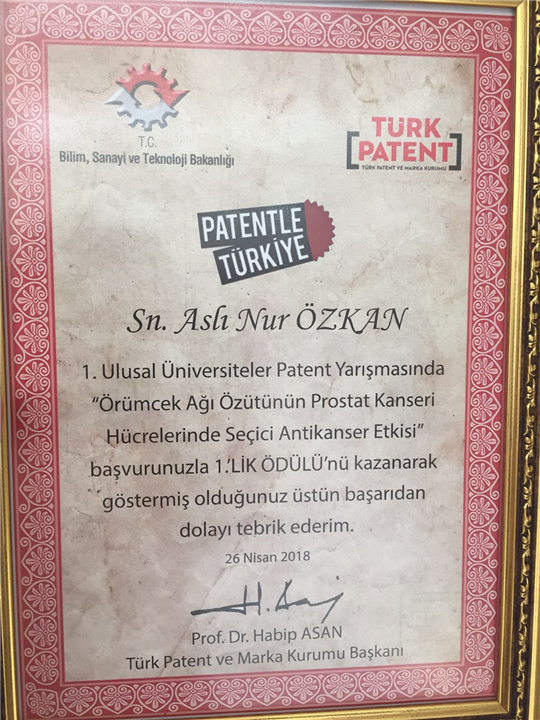 T.C.
Bilim, Sanayi ve Teknoloji Bakanlığı
TÜRK
PATENT
TÜRK PATENT VE MARKA KURUMU
PATENTLE
TÜRKİYE
Sn. Aslı Nur ÖZKAN
1. Ulusal Üniversiteler Patent Yarışmasında
“Örümcek Ağı Özütünün Prostat Kanseri
Hücrelerinde Seçici Antikanser Etkisi”
başvurunuzla 1.'LİK ÖDÜLÜ'nü kazanarak
göstermiş olduğunuz üstün başarıdan
dolayı tebrik ederim.
26 Nisan 2018
Prof. Dr. Habip ASAN
Türk Patent ve Marka Kurumu Başkanı